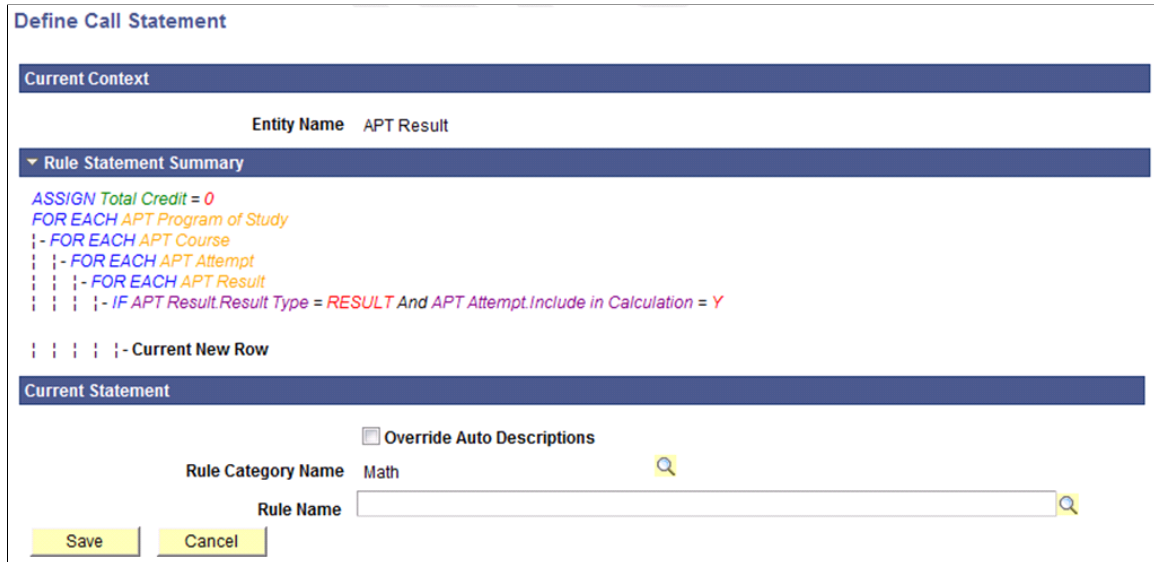 Define Call Statement
Current Context
Entity Name APT Result
Rule Statement Summary
ASSIGN Total Credit = 0
FOR EACH APT Program of Study
¦- FOR EACH APT Course
¦ ¦- FOR EACH APT Attempt
¦ ¦ ¦- FOR EACH APT Result
¦ ¦ ¦ ¦- IF APT Result.Result Type = RESULT And APT Attempt.Include in Calculation = Y
¦ ¦ ¦ ¦ ¦- Current New Row
Current Statement
Override Auto Descriptions
Rule Category Name Math
Rule Name
Save Cancel